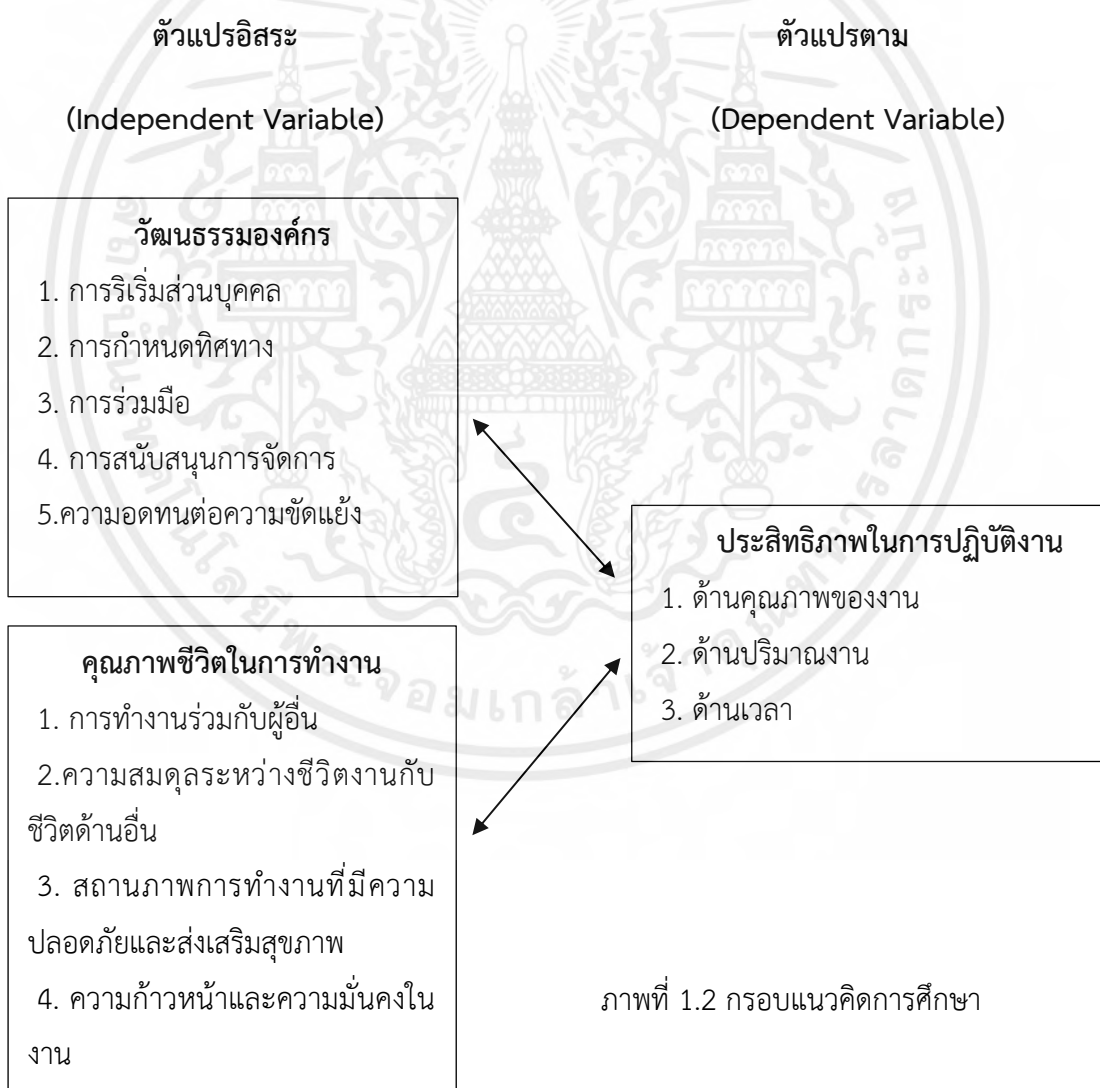 ตัวแปรอิสระ
(Independent Variable)
ตัวแปรตาม
(Dependent Variable)
วัฒนธรรมองค์กร
1. การริเริ่มส่วนบุคคล
2. การกำหนดทิศทาง
3. การร่วมมือ
4. การสนับสนุนการจัดการ
5.ความอดทนต่อความขัดแย้ง
ประสิทธิภาพในการปฏิบัติงาน
1. ด้านคุณภาพของงาน
2. ด้านปริมาณงาน
3. ด้านเวลา
คุณภาพชีวิตในการทำงาน
1. การทำงานร่วมกับผู้อื่น
2.ความสมดุลระหว่างชีวิตงานกับ
ชีวิตด้านอื่น
3. สถานภาพการทำงานที่มีความ
ปลอดภัยและส่งเสริมสุขภาพ
4. ความก้าวหน้าและความมั่นคงใน
งาน
ภาพที่ 1.2 กรอบแนวคิดการศึกษา